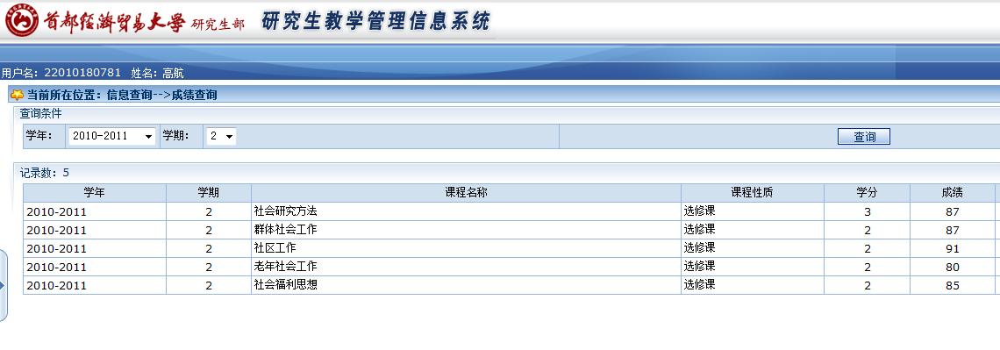 首都经济贸易大学 研究生部 研究生教学管理信息系统
用户名：22010180781 姓名：高航
当前所在位置：信息查询-->成绩查询
查询条件
学年： 2010-2011 学期： 2 查询
记录数：5
学年 学期 课程名称 课程性质 学分 成绩
2010-2011 2 社会研究方法 选修课 3 87
2010-2011 2 群体社会工作 选修课 2 87
2010-2011 2 社区工作 选修课 2 91
2010-2011 2 老年社会工作 选修课 2 80
2010-2011 2 社会福利思想 选修课 2 85